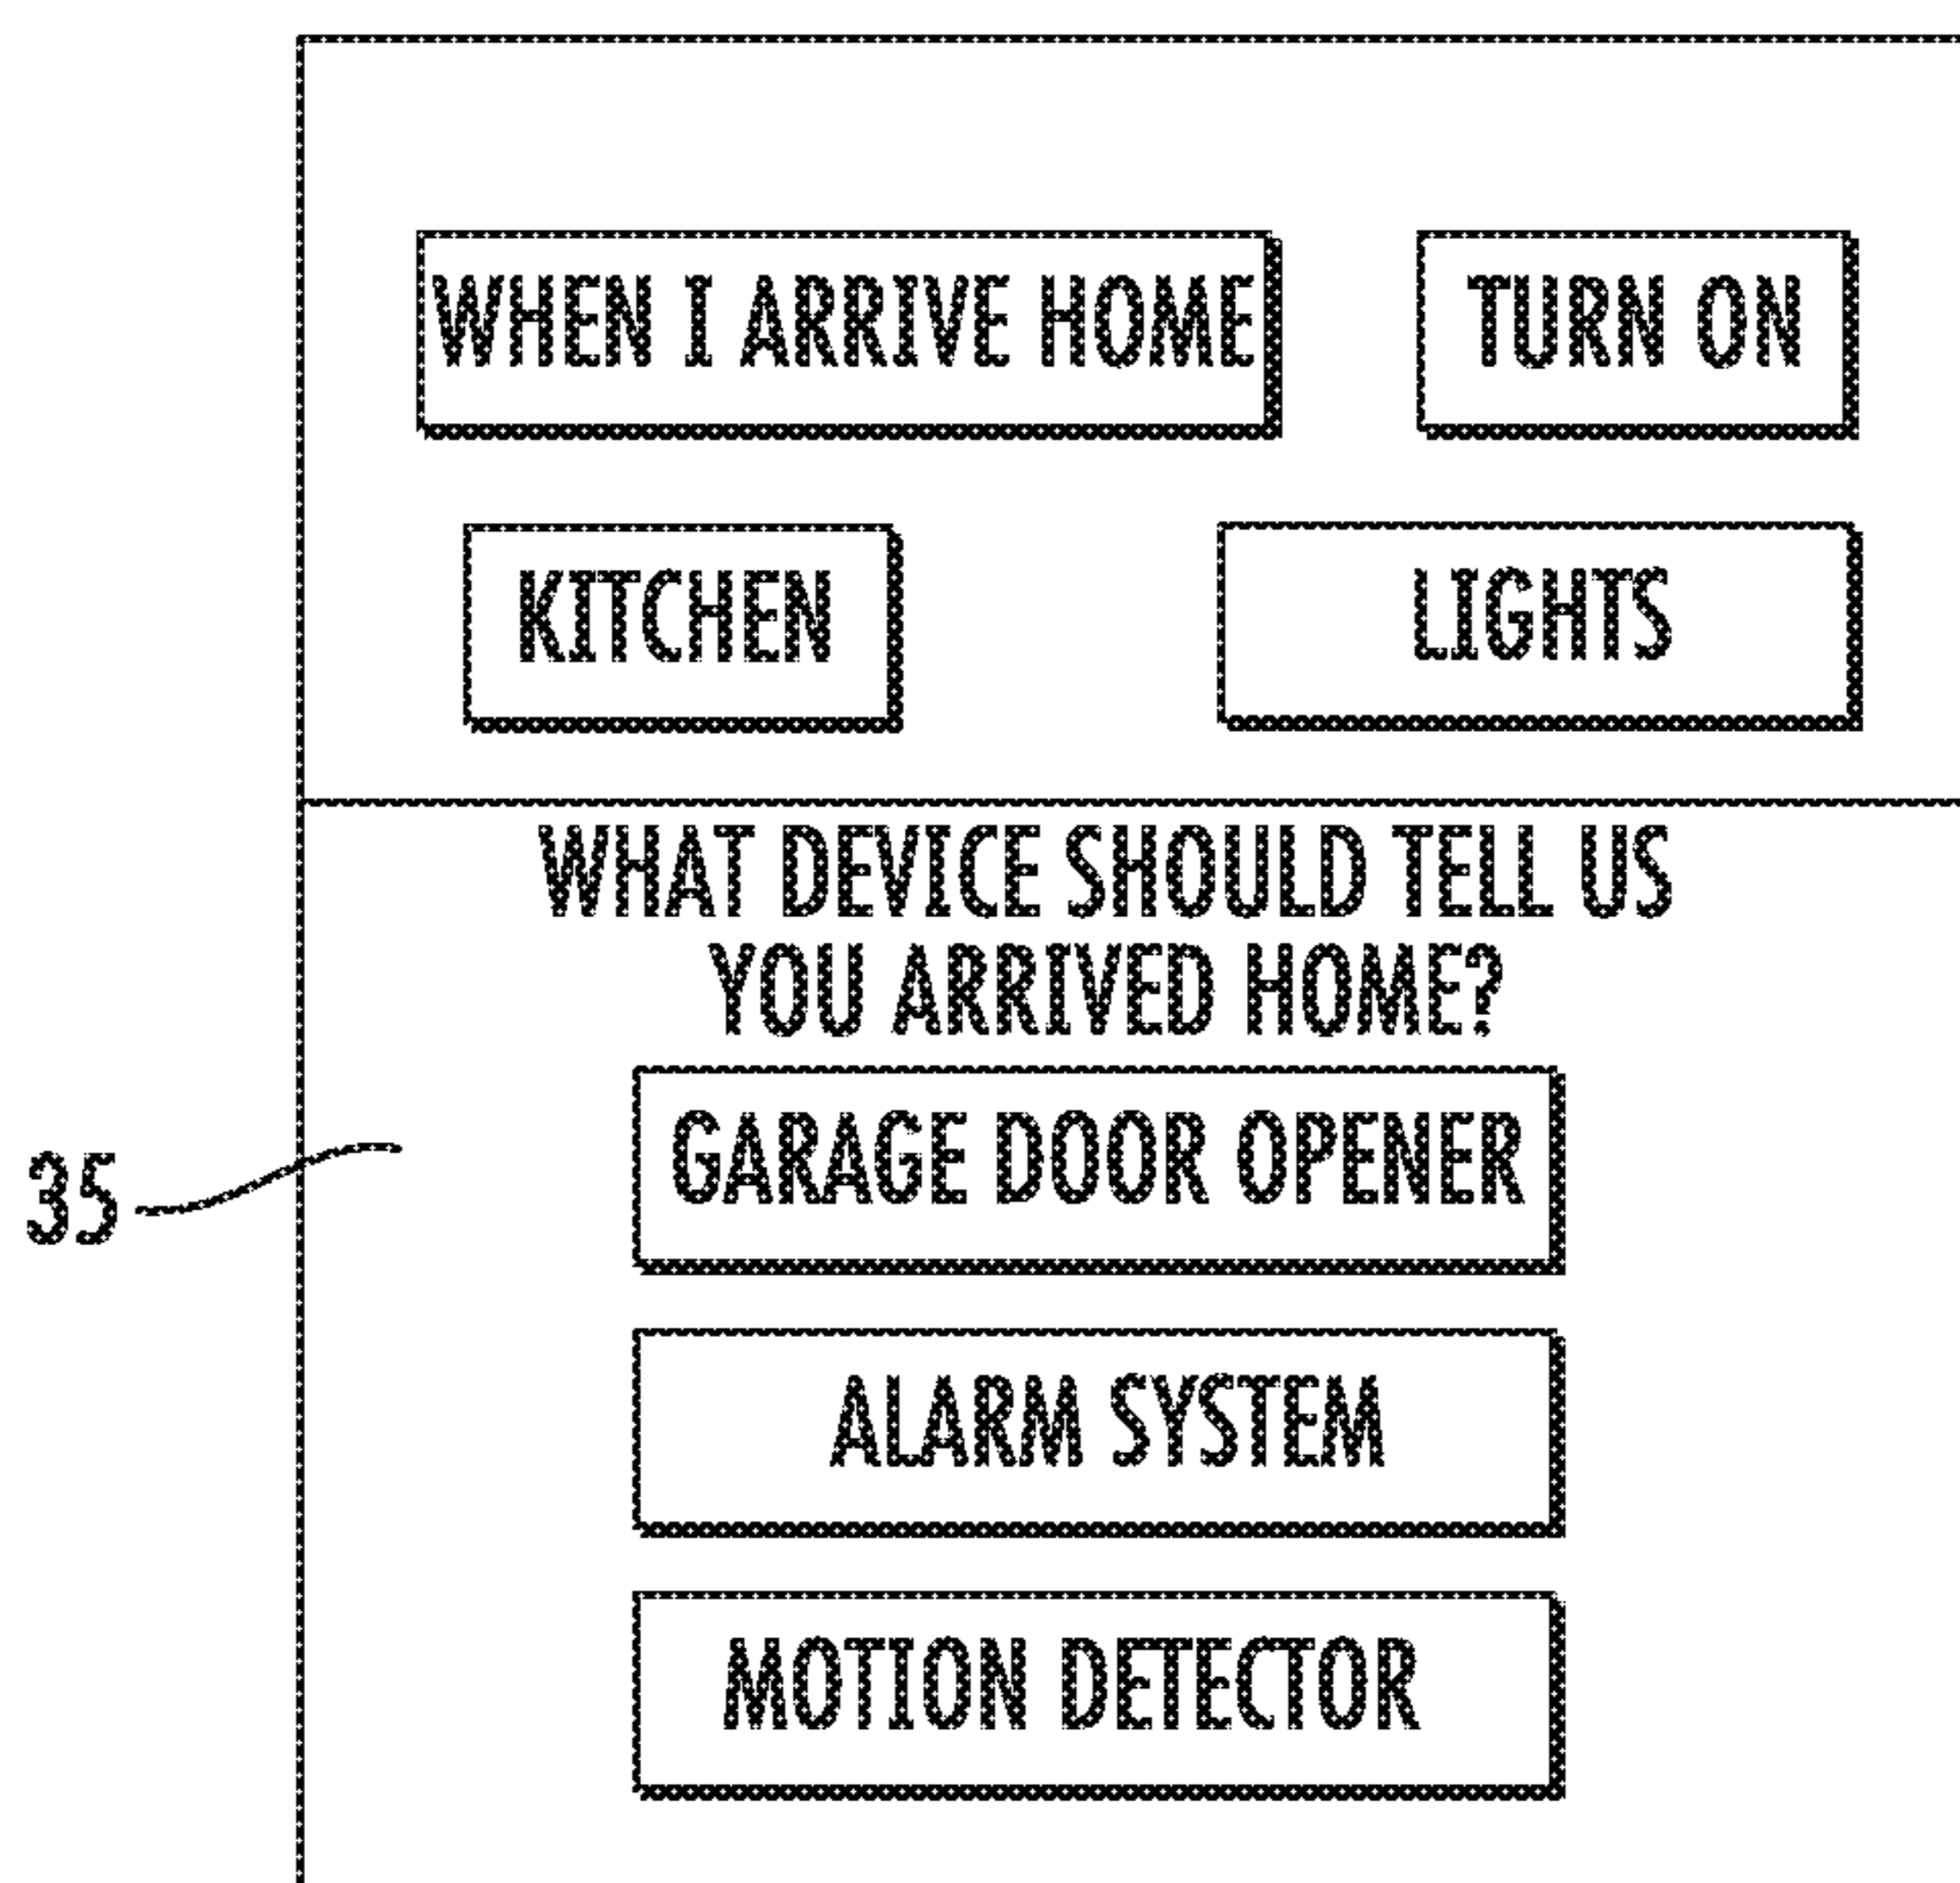 WHEN I ARRIVE HOME
TURN ON
KITCHEN
LIGHTS
WHAT DEVICE SHOULD TELL US
YOU ARRIVED HOME?
GARAGE DOOR OPENER
35
ALARM SYSTEM
MOTION DETECTOR